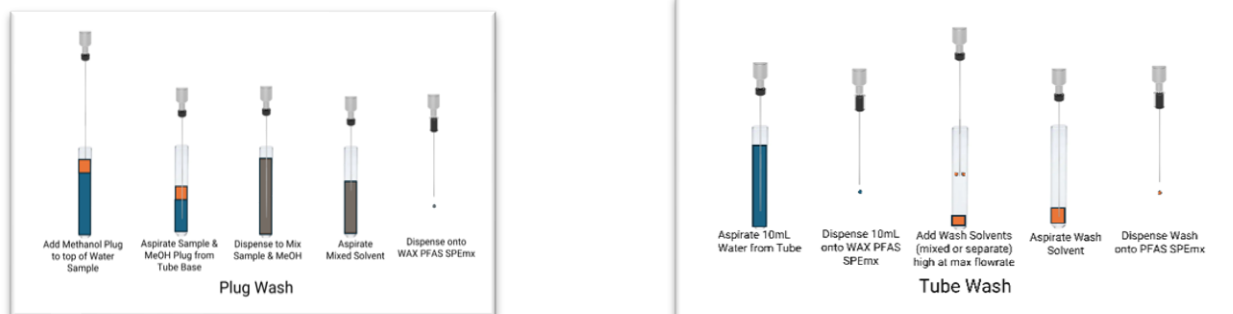 Add Methanol Plug
to top of Water
Sample
Aspirate Sample &
MeOH Plug from
Tube Base
Dispense to Mix
Sample & MeOH
Aspirate
Mixed Solvent
Dispense onto
WAX PFAS SPEmx
Plug Wash
Aspirate 10mL
Water from Tube
Dispense 10mL
onto WAX PFAS
SPEmx
Add Wash Solvents
(mixed or separate)
high at max flowrate
Aspirate Wash
Solvent
Dispense Wash
onto PFAS SPEmx
Tube Wash